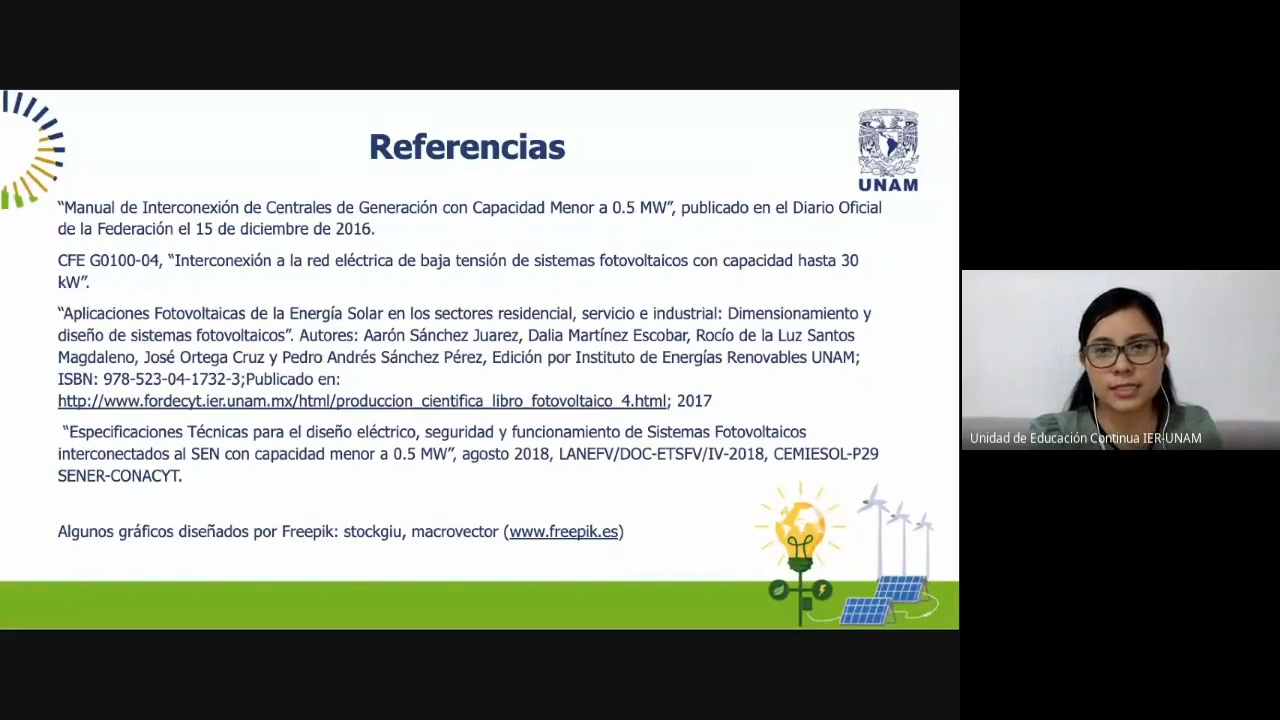 Referencias
UNAM
“Manual de Interconexión de Centrales de Generación con Capacidad Menor a 0.5 MW”, publicado en el Diario Oficial
de la Federación el 15 de diciembre de 2016.
CFE G0100-04, “Interconexión a la red eléctrica de baja tensión de sistemas fotovoltaicos con capacidad hasta 30
kW”.
“Aplicaciones Fotovoltaicas de la Energía Solar en los sectores residencial, servicio e industrial: Dimensionamiento y
diseño de sistemas fotovoltaicos”. Autores: Aarón Sánchez Juarez, Dalia Martínez Escobar, Rocío de la Luz Santos
Magdaleno, José Ortega Cruz y Pedro Andrés Sánchez Pérez, Edición por Instituto de Energías Renovables UNAM;
ISBN: 978-523-04-1732-3;Publicado en:
http://www.fordecyt.ier.unam.mx/html/produccion_cientifica_libro_fotovoltaico_4.html; 2017
“Especificaciones Técnicas para el diseño eléctrico, seguridad y funcionamiento de Sistemas Fotovoltaicos
interconectados al SEN con capacidad menor a 0.5 MW”, agosto 2018, LANEFV/DOC-ETSFV/IV-2018, CEMIESOL-P29
SENER-CONACYT.
Algunos gráficos diseñados por Freepik: stockgiu, macrovector (www.freepik.es)
Unidad de Educación Continua IER-UNAM